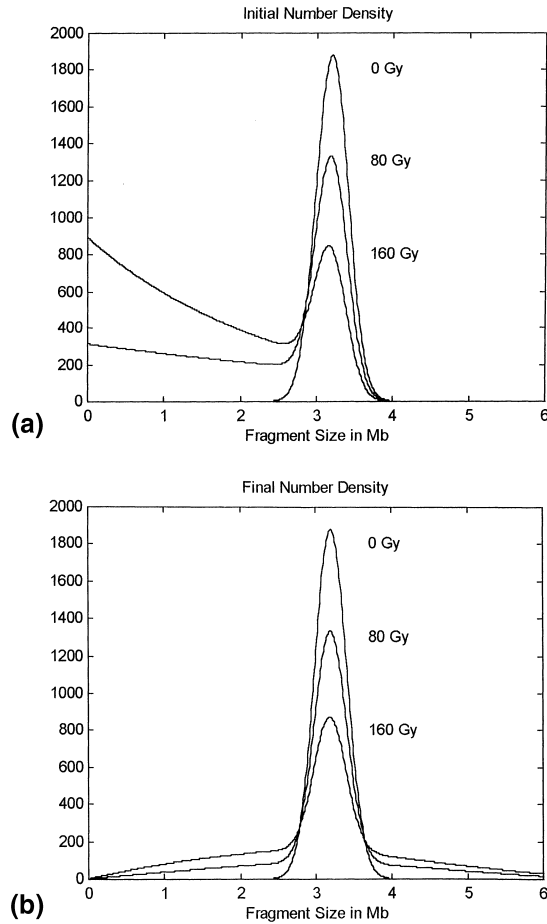 Initial Number Density
2000
1800
1600
1400
1200
1000
800
600
400
200
0
0 Gy
80 Gy
160 Gy
0 1 2 3 4 5 6
Fragment Size in Mb
(a)
Final Number Density
2000
1800
1600
1400
1200
1000
800
600
400
200
0
0 Gy
80 Gy
160 Gy
0 1 2 3 4 5 6
Fragment Size in Mb
(b)